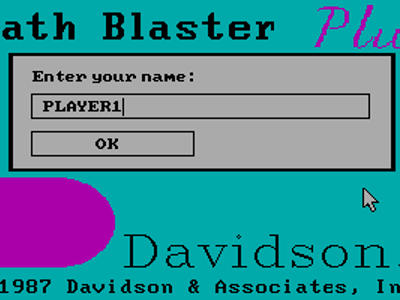 ath Blaster Plu
Enter your name:
PLAYER1
OK
Davidson.
1987 Davidson & Associates, In